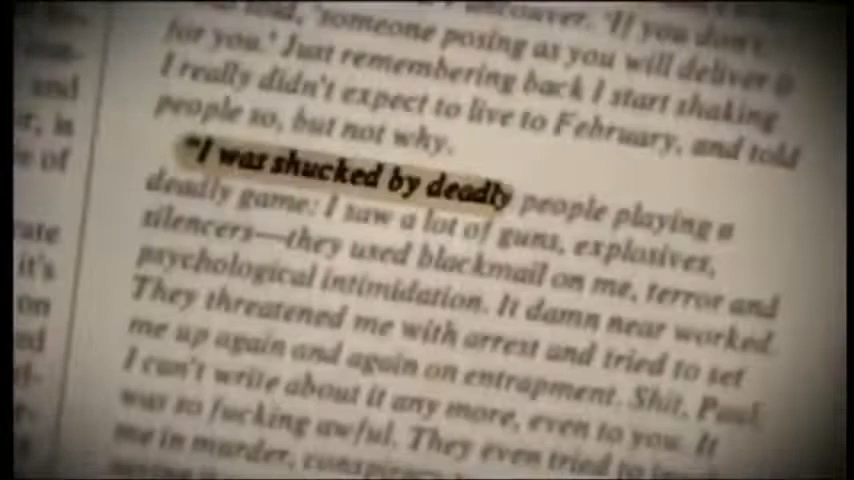 said, 'someone posing as you will deliver it
for you.' Just remembering back I start shaking
I really didn't expect to live to February, and told
people so, but not why.
"I was shucked by deadly people playing a
deadly game: I saw a lot of guns, explosives,
silencers—they used blackmail on me, terror and
psychological intimidation. It damn near worked.
They threatened me with arrest and tried to set
me up again and again on entrapment. Shit, Paul
I can't write about it any more, even to you. It
was so fucking awful. They even tried to
me in murder, conspiracy